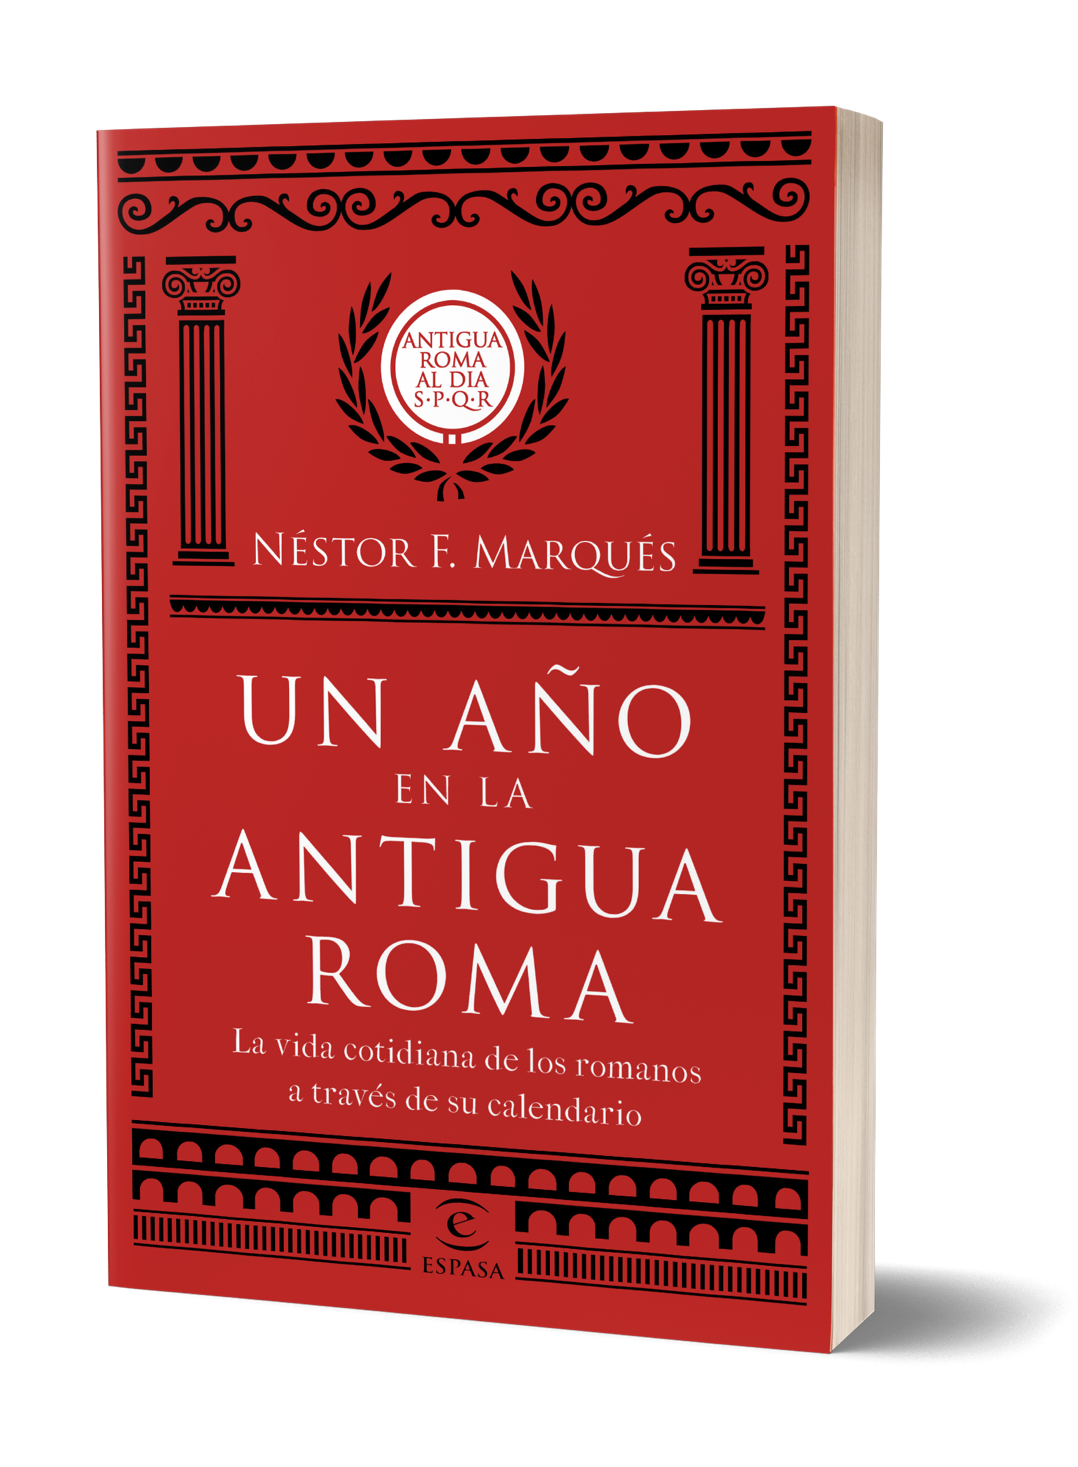 ANTIGUA
ROMA
AL DIA
S·P·Q·R
NÉSTOR F. MARQUÉS
UN AÑO
EN LA
ANTIGUA
ROMA
La vida cotidiana de los romanos
a través de su calendario
e
ESPASA